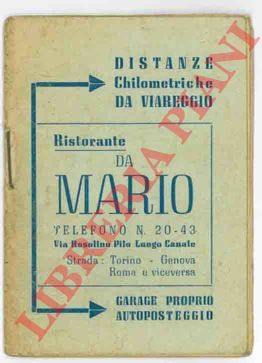 DISTANZE
Chilometriche
DA VIAREGGIO
Ristorante
DA
MARIO
TELEFONO N. 20-43
Via Rosolino Pilo Lungo Canale
Strada: Torino - Genova
Roma e viceversa
GARAGE PROPRIO
AUTOPOSTEGGIO
LIBRERIA PIANI